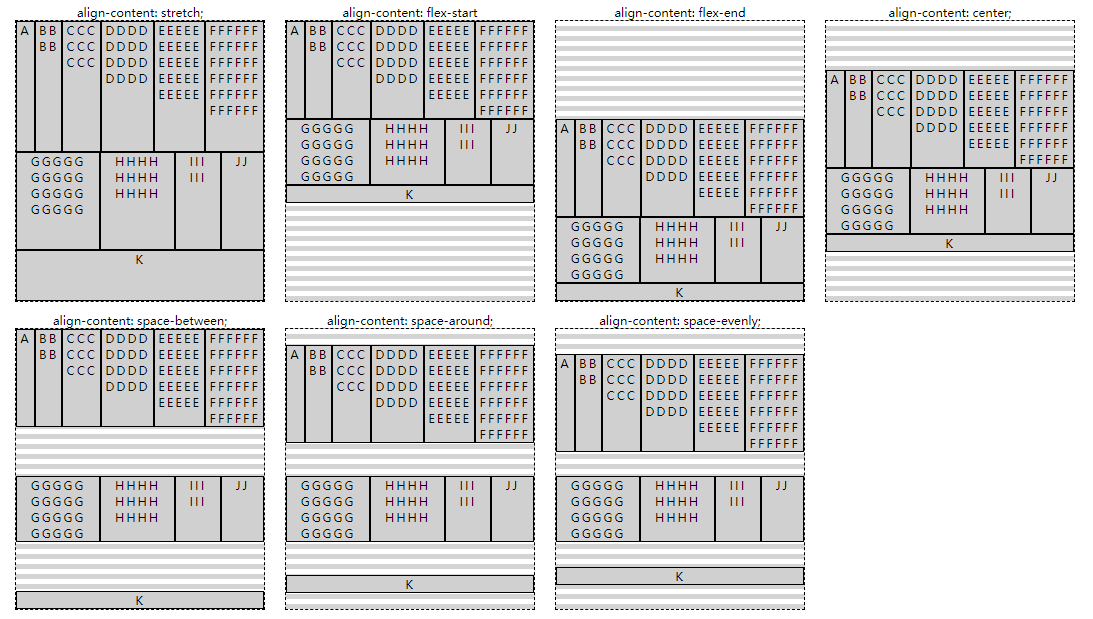 align-content: stretch;
A BB CCC DDDD EEEEE FFFFFF
BB CCC DDDD EEEEE FFFFFF
CCC DDDD EEEEE FFFFFF
DDDD EEEEE FFFFFF
EEEEE FFFFFF
FFFFFF
GGGGG HHHH III JJ
GGGGG HHHH III
GGGGG HHHH
GGGGG
K
align-content: flex-start
A BB CCC DDDD EEEEE FFFFFF
BB CCC DDDD EEEEE FFFFFF
CCC DDDD EEEEE FFFFFF
DDDD EEEEE FFFFFF
EEEEE FFFFFF
FFFFFF
GGGGG HHHH III JJ
GGGGG HHHH III
GGGGG HHHH
GGGGG
K
align-content: flex-end
A BB CCC DDDD EEEEE FFFFFF
BB CCC DDDD EEEEE FFFFFF
CCC DDDD EEEEE FFFFFF
DDDD EEEEE FFFFFF
EEEEE FFFFFF
FFFFFF
GGGGG HHHH III JJ
GGGGG HHHH III
GGGGG HHHH
GGGGG
K
align-content: center;
A BB CCC DDDD EEEEE FFFFFF
BB CCC DDDD EEEEE FFFFFF
CCC DDDD EEEEE FFFFFF
DDDD EEEEE FFFFFF
EEEEE FFFFFF
FFFFFF
GGGGG HHHH III JJ
GGGGG HHHH III
GGGGG HHHH
GGGGG
K
align-content: space-between;
A BB CCC DDDD EEEEE FFFFFF
BB CCC DDDD EEEEE FFFFFF
CCC DDDD EEEEE FFFFFF
DDDD EEEEE FFFFFF
EEEEE FFFFFF
FFFFFF
GGGGG HHHH III JJ
GGGGG HHHH III
GGGGG HHHH
GGGGG
K
align-content: space-around;
A BB CCC DDDD EEEEE FFFFFF
BB CCC DDDD EEEEE FFFFFF
CCC DDDD EEEEE FFFFFF
DDDD EEEEE FFFFFF
EEEEE FFFFFF
FFFFFF
GGGGG HHHH III JJ
GGGGG HHHH III
GGGGG HHHH
GGGGG
K
align-content: space-evenly;
A BB CCC DDDD EEEEE FFFFFF
BB CCC DDDD EEEEE FFFFFF
CCC DDDD EEEEE FFFFFF
DDDD EEEEE FFFFFF
EEEEE FFFFFF
FFFFFF
GGGGG HHHH III JJ
GGGGG HHHH III
GGGGG HHHH
GGGGG
K